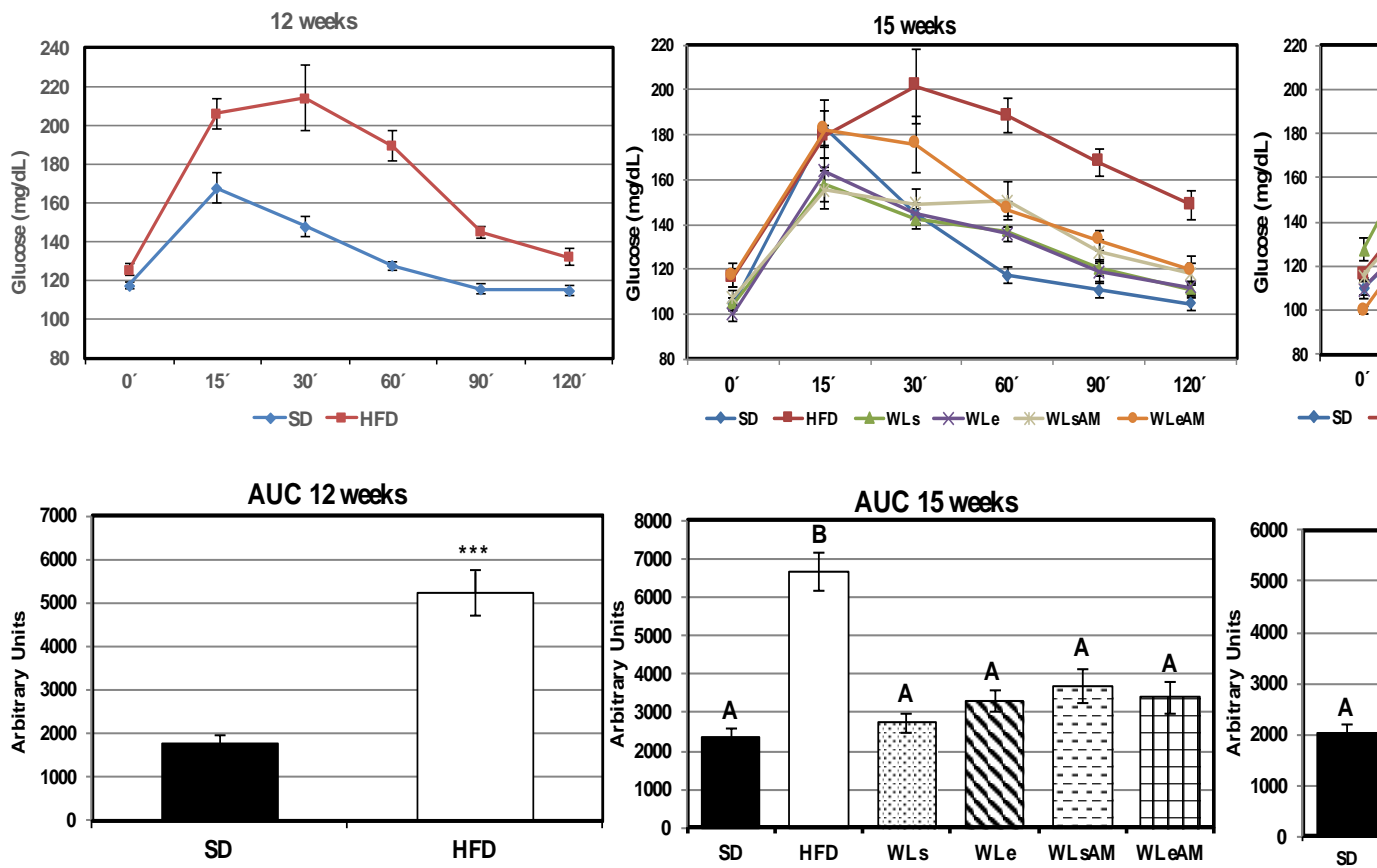 12 weeks
240
220
200
180
160
140
120
100
80
Glucose (mg/dL)
0´ 15´ 30´ 60´ 90´ 120´
SD HFD
15 weeks
220
200
180
160
140
120
100
80
Glucose (mg/dL)
0´ 15´ 30´ 60´ 90´ 120´
SD HFD WLs WLe WLsAM WLeAM
220
200
180
160
140
120
100
80
Glucose (mg/dL)
0´
SD
AUC 12 weeks
7000
6000
5000
4000
3000
2000
1000
0
Arbitrary Units
***
SD HFD
AUC 15 weeks
8000
7000
6000
5000
4000
3000
2000
1000
0
Arbitrary Units
A B A A A A
SD HFD WLs WLe WLsAM WLeAM
6000
5000
4000
3000
2000
1000
0
Arbitrary Units
A
SD